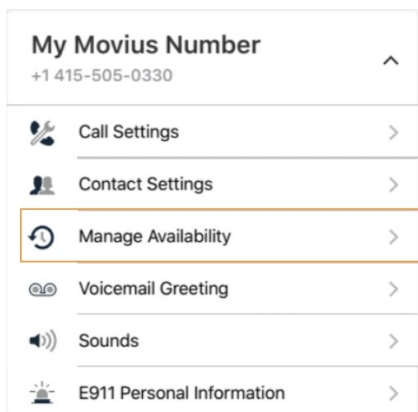 My Movius Number
+1 415-505-0330
Call Settings
Contact Settings
Manage Availability
Voicemail Greeting
Sounds
E911 Personal Information